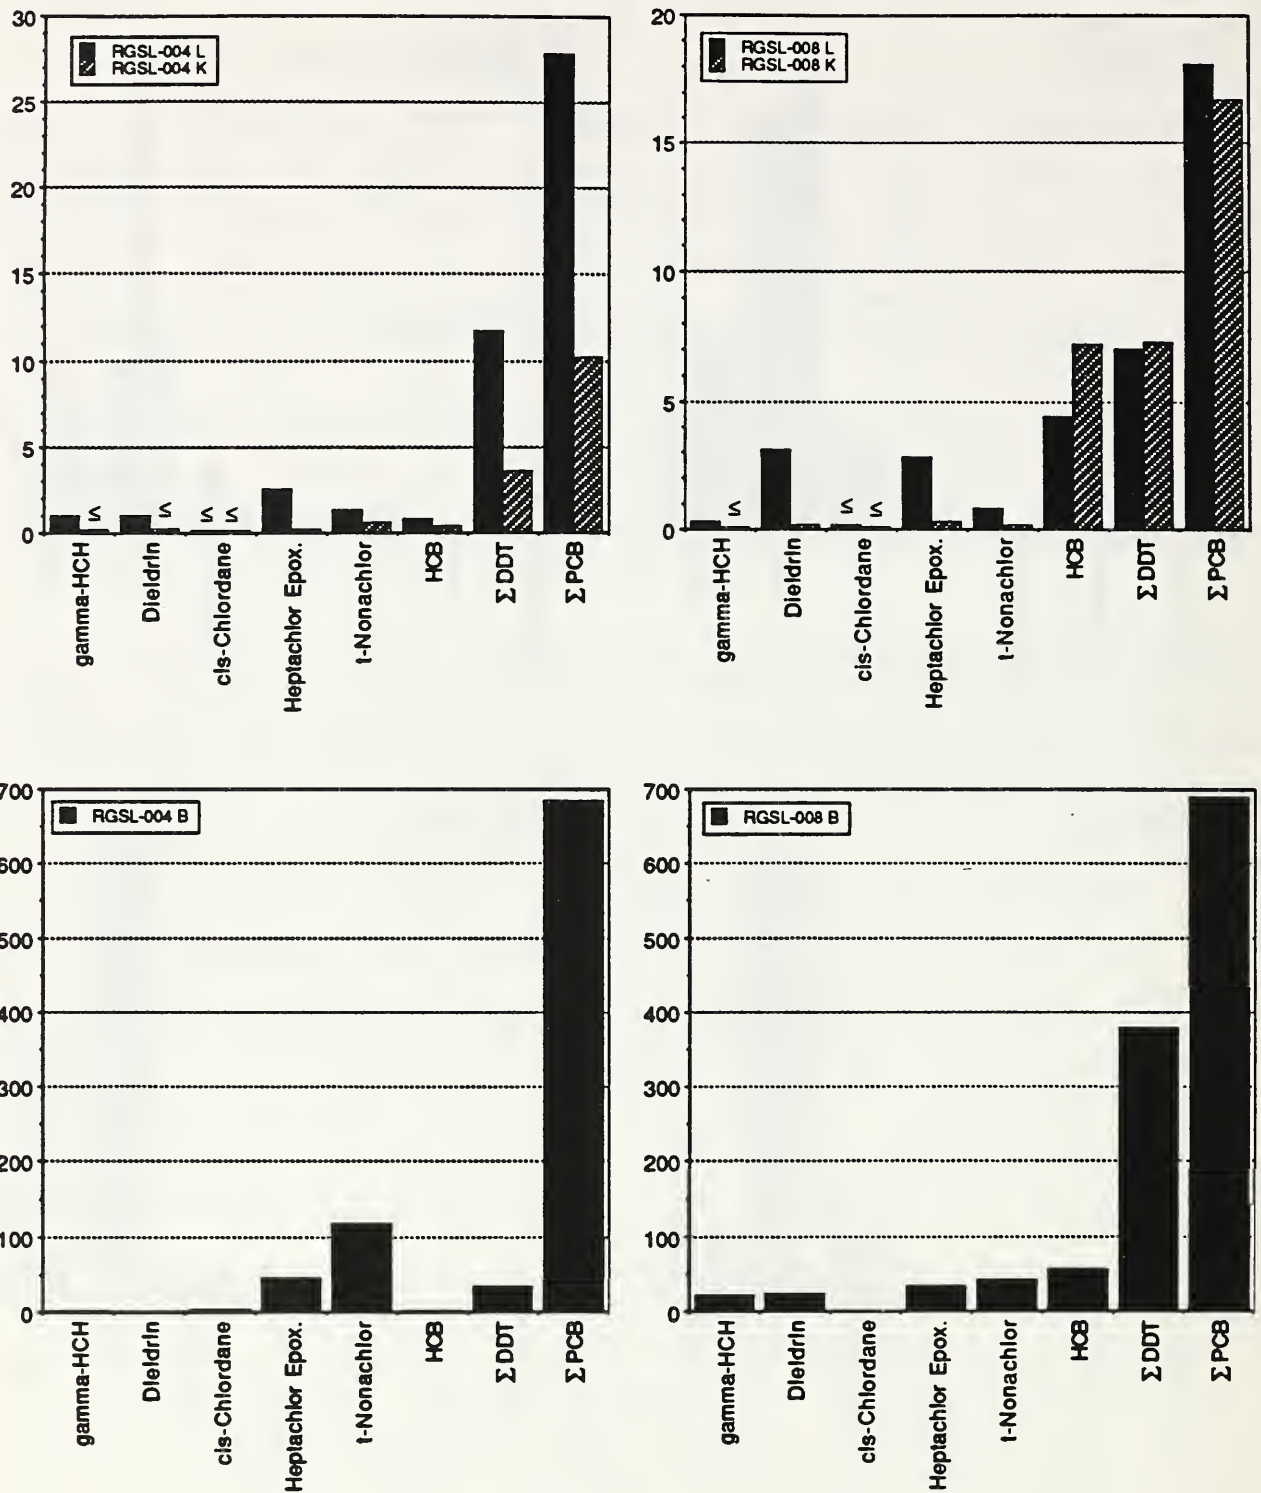 30
25
20
15
10
5
0
RGSL-004 L
RGSL-004 K
≤
≤
≤ ≤
gamma-HCH
Dieldrin
cis-Chlordane
Heptachlor Epox.
t-Nonachlor
HCB
Σ DDT
Σ PCB
20
15
10
5
0
RGSL-008 L
RGSL-008 K
≤
≤ ≤
gamma-HCH
Dieldrin
cis-Chlordane
Heptachlor Epox.
t-Nonachlor
HCB
Σ DDT
Σ PCB
700
600
500
400
300
200
100
0
RGSL-004 B
gamma-HCH
Dieldrin
cis-Chlordane
Heptachlor Epox.
t-Nonachlor
HCB
Σ DDT
Σ PCB
700
600
500
400
300
200
100
0
RGSL-008 B
gamma-HCH
Dieldrin
cis-Chlordane
Heptachlor Epox.
t-Nonachlor
HCB
Σ DDT
Σ PCB